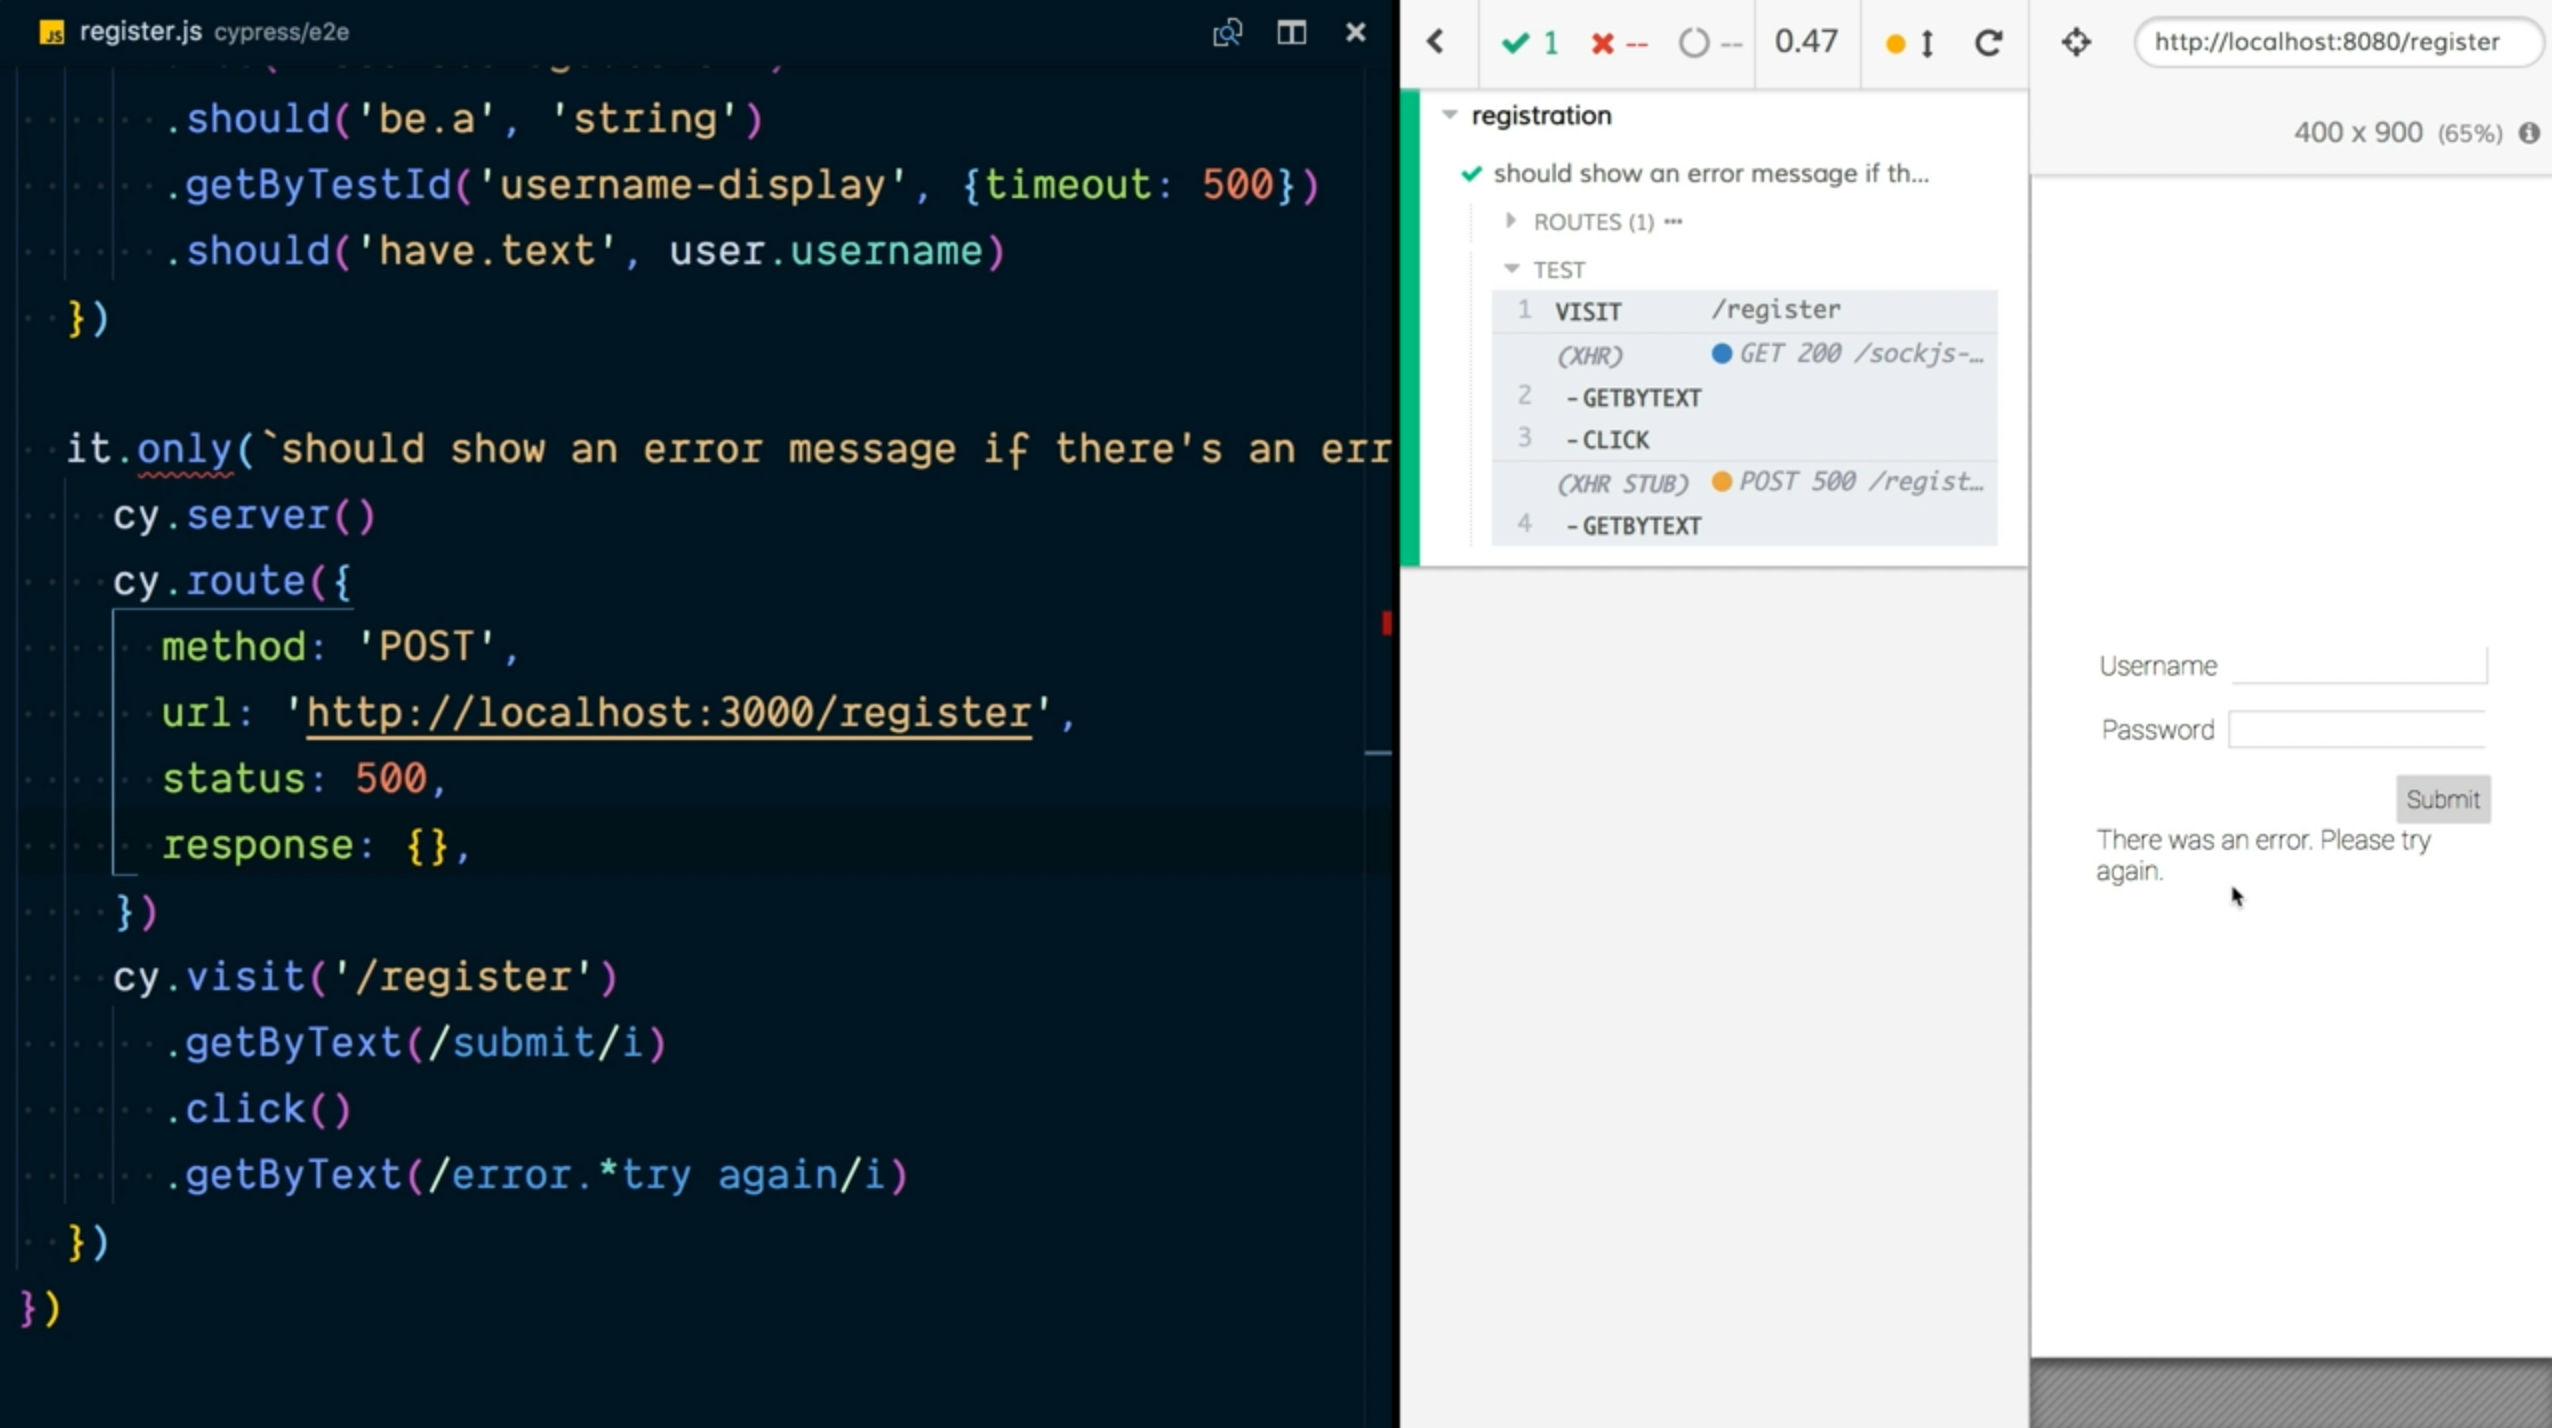 register.js cypress/e2e
.should('be.a', 'string')
.getByTestId('username-display', {timeout: 500})
.should('have.text', user.username)
})
it.only(`should show an error message if there's an err
cy.server()
cy.route({
method: 'POST',
url: 'http://localhost:3000/register',
status: 500,
response: {},
})
cy.visit('/register')
.getByText(/submit/i)
.click()
.getByText(/error.*try again/i)
})
})
1 -- -- 0.47
registration
should show an error message if th...
ROUTES (1)
TEST
1 VISIT /register
(XHR) GET 200 /sockjs-...
2 -GETBYTEXT
3 -CLICK
(XHR STUB) POST 500 /regist...
4 -GETBYTEXT
http://localhost:8080/register
400 x 900 (65%)
Username
Password
Submit
There was an error. Please try
again.